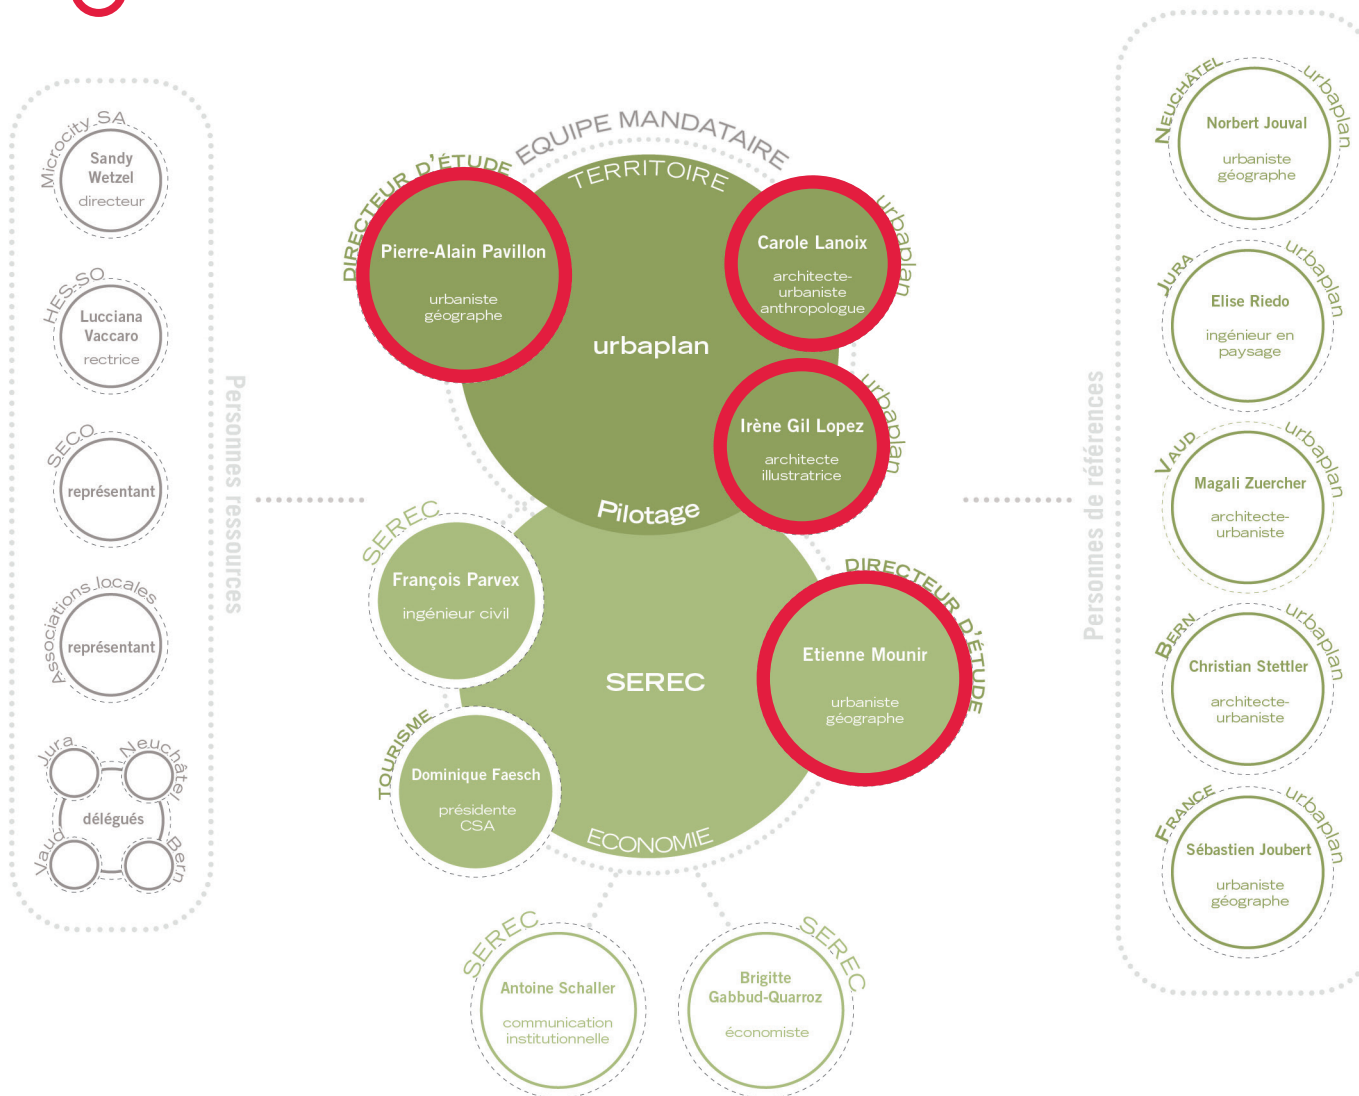 Microcity SA
Sandy
Wetzel
directeur
HES-SO
Lucciana
Vaccaro
rectrice
SECO
représentant
Associations locales
représentant
Jura
Neuchâtel
délégués
Vaud
Bern
Personnes ressources
EQUIPE MANDATAIRE
TERRITOIRE
DIRECTEUR D'ÉTUDE
Pierre-Alain Pavillon
urbaniste
géographe
urbaplan
Carole Lanoix
architecte-
urbaniste
anthropologue
urbaplan
urbaplan
Irène Gil Lopez
architecte
illustratrice
Pilotage
SEREC
François Parvex
ingénieur civil
DIRECTEUR D'ÉTUDE
Etienne Mounir
urbaniste
géographe
SEREC
TOURISME
Dominique Faesch
présidente
CSA
ECONOMIE
SEREC
Antoine Schaller
communication
institutionnelle
SEREC
Brigitte
Gabbud-Quarroz
économiste
Personnes de références
NEUCHÂTEL
urbaplan
Norbert Jouval
urbaniste
géographe
JURA
urbaplan
Elise Riedo
ingénieur en
paysage
VAUD
urbaplan
Magali Zuercher
architecte-
urbaniste
BERN
urbaplan
Christian Stettler
architecte-
urbaniste
FRANCE
urbaplan
Sébastien Joubert
urbaniste
géographe